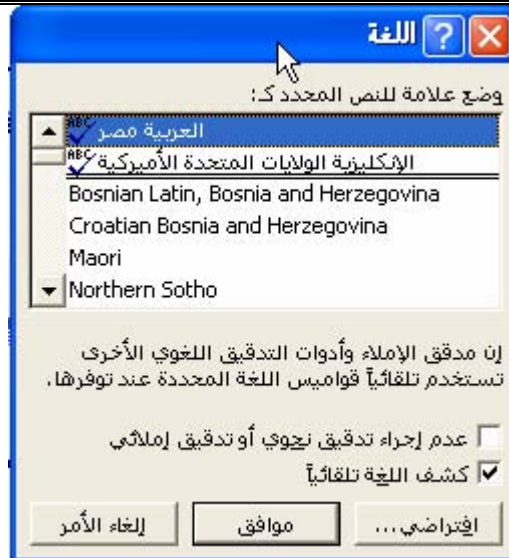 اللغة
وضع علامة للنص المحدد كـ:
العربية مصر
الإنكليزية الولايات المتحدة الأميركية
Bosnian Latin, Bosnia and Herzegovina
Croatian Bosnia and Herzegovina
Maori
Northern Sotho
إن مدقق الإملاء وأدوات التدقيق اللغوي الأخرى
تستخدم تلقائياً قواميس اللغة المحددة عند توفرها.
عدم إجراء تدقيق نحوي أو تدقيق إملائي
كشف اللغة تلقائياً
افتراضي... موافق إلغاء الأمر